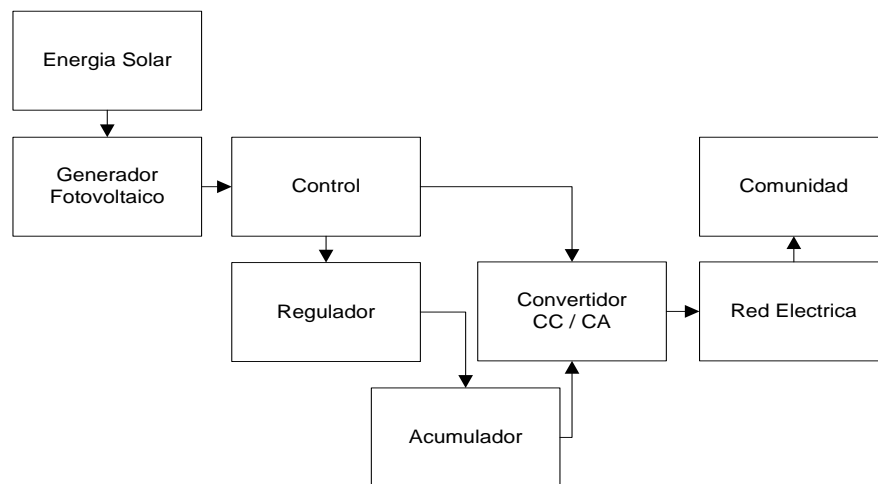 Energia Solar
Generador
Fotovoltaico
Control
Comunidad
Regulador
Convertidor
CC / CA
Red Electrica
Acumulador